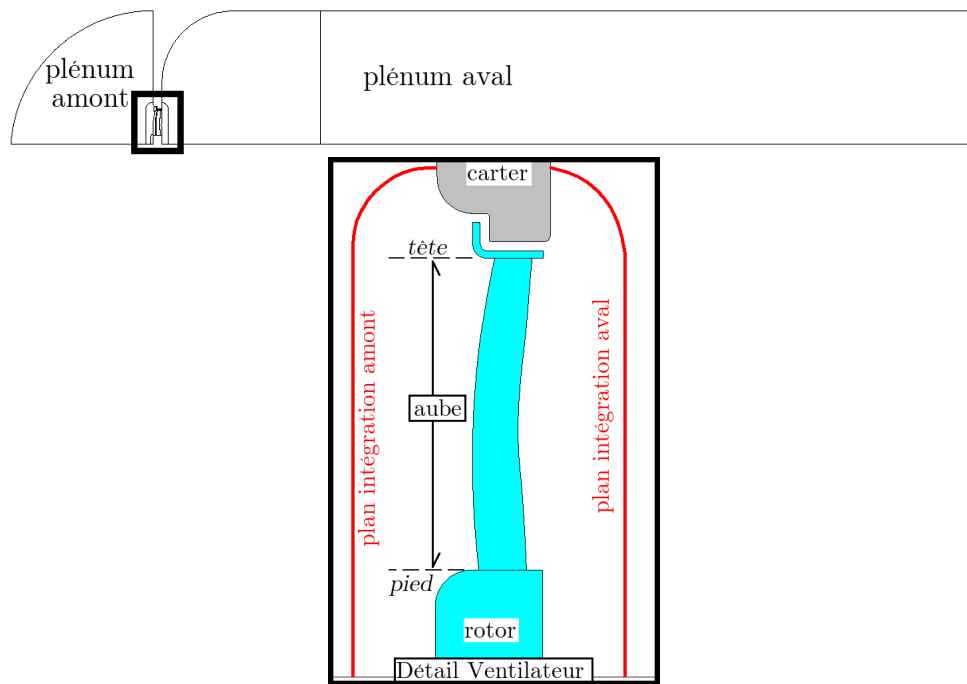 plénum
amont
plénum aval
carter
tête
plan intégration amont
plan intégration aval
aube
pied
rotor
Détail Ventilateur